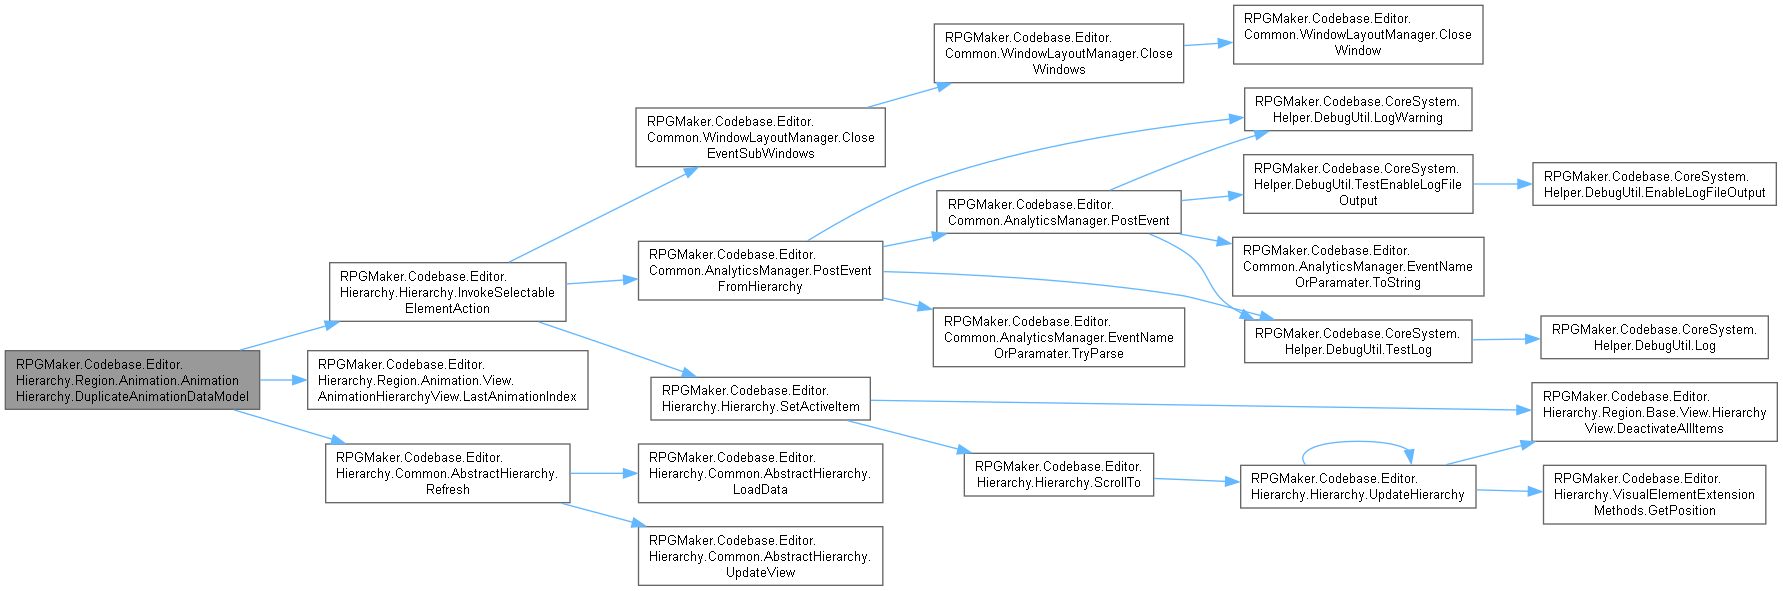 RPGMaker.Codebase.Editor.
Hierarchy.Region.Animation.Animation
Hierarchy.DuplicateAnimationDataModel
RPGMaker.Codebase.Editor.
Hierarchy.Hierarchy.InvokeSelectable
ElementAction
RPGMaker.Codebase.Editor.
Hierarchy.Region.Animation.View.
AnimationHierarchyView.LastAnimationIndex
RPGMaker.Codebase.Editor.
Hierarchy.Common.AbstractHierarchy.
Refresh
RPGMaker.Codebase.Editor.
Common.WindowLayoutManager.Close
EventSubWindows
RPGMaker.Codebase.Editor.
Common.AnalyticsManager.PostEvent
FromHierarchy
RPGMaker.Codebase.Editor.
Hierarchy.Hierarchy.SetActiveItem
RPGMaker.Codebase.Editor.
Hierarchy.Common.AbstractHierarchy.
LoadData
RPGMaker.Codebase.Editor.
Hierarchy.Common.AbstractHierarchy.
UpdateView
RPGMaker.Codebase.Editor.
Common.WindowLayoutManager.Close
Windows
RPGMaker.Codebase.Editor.
Common.AnalyticsManager.PostEvent
RPGMaker.Codebase.Editor.
Common.AnalyticsManager.EventName
OrParamater.TryParse
RPGMaker.Codebase.Editor.
Hierarchy.Hierarchy.ScrollTo
RPGMaker.Codebase.Editor.
Common.WindowLayoutManager.Close
Window
RPGMaker.Codebase.CoreSystem.
Helper.DebugUtil.LogWarning
RPGMaker.Codebase.CoreSystem.
Helper.DebugUtil.TestEnableLogFile
Output
RPGMaker.Codebase.Editor.
Common.AnalyticsManager.EventName
OrParamater.ToString
RPGMaker.Codebase.CoreSystem.
Helper.DebugUtil.TestLog
RPGMaker.Codebase.Editor.
Hierarchy.Hierarchy.UpdateHierarchy
RPGMaker.Codebase.CoreSystem.
Helper.DebugUtil.EnableLogFileOutput
RPGMaker.Codebase.CoreSystem.
Helper.DebugUtil.Log
RPGMaker.Codebase.Editor.
Hierarchy.Region.Base.View.Hierarchy
View.DeactivateAllItems
RPGMaker.Codebase.Editor.
Hierarchy.VisualElementExtension
Methods.GetPosition